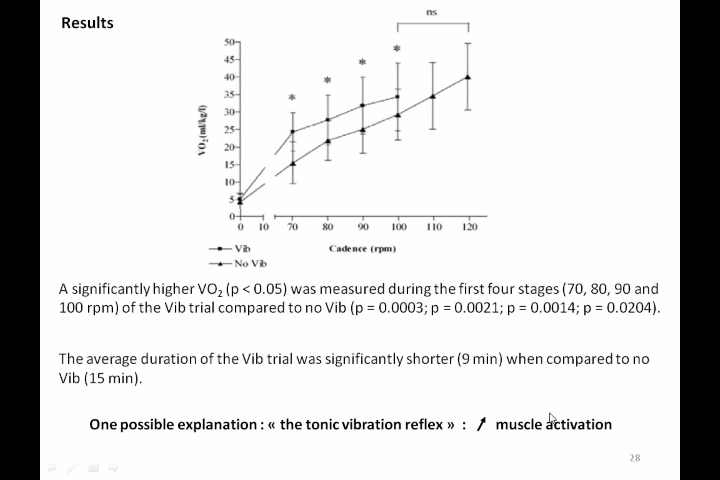 Results
ns
* * * *
50
45
40
35
30
25
20
15
10
5
0
VO2(ml/kg/l)
0 10 70 80 90 100 110 120
Cadence (rpm)
Vib
No Vib
A significantly higher VO2 (p < 0.05) was measured during the first four stages (70, 80, 90 and
100 rpm) of the Vib trial compared to no Vib (p = 0.0003; p = 0.0021; p = 0.0014; p = 0.0204).
The average duration of the Vib trial was significantly shorter (9 min) when compared to no
Vib (15 min).
One possible explanation : « the tonic vibration reflex » : ↗ muscle activation
28